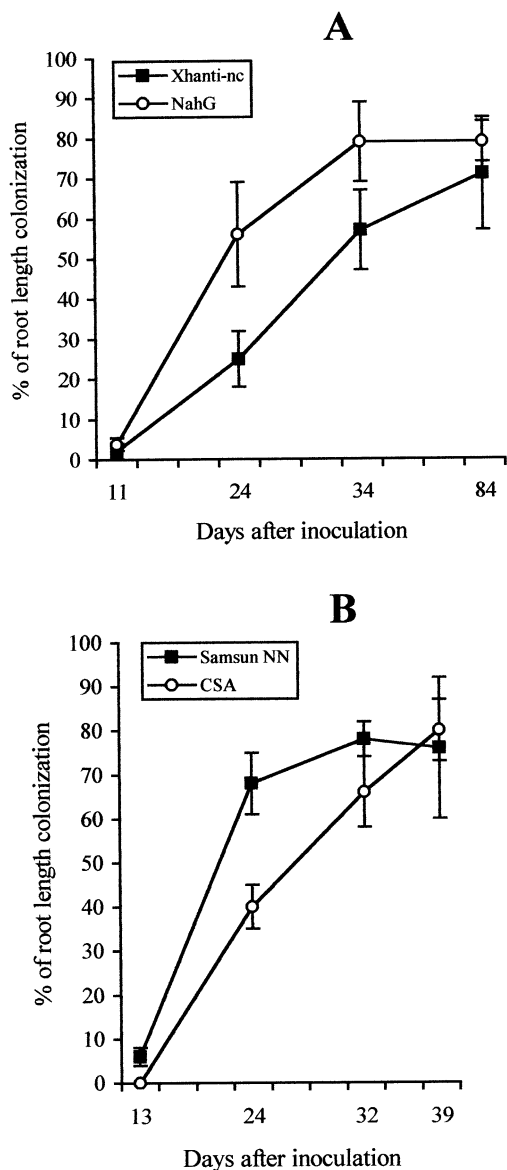 A
Xhanti-nc
NahG
% of root length colonization
100
90
80
70
60
50
40
30
20
10
0
11 24 34 84
Days after inoculation
B
Samsun NN
CSA
% of root length colonization
100
90
80
70
60
50
40
30
20
10
0
13 24 32 39
Days after inoculation